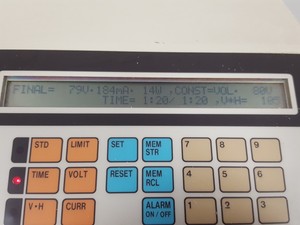 FINAL= 79V·184mA· 14W ,CONST=VOL· 80V
TIME= 1:20/ 1:20 ,V*H= 105
STD LIMIT SET MEM STR 7 8 9
TIME VOLT RESET MEM RCL 4 5 6
V·H CURR ALARM ON / OFF 1 2 3